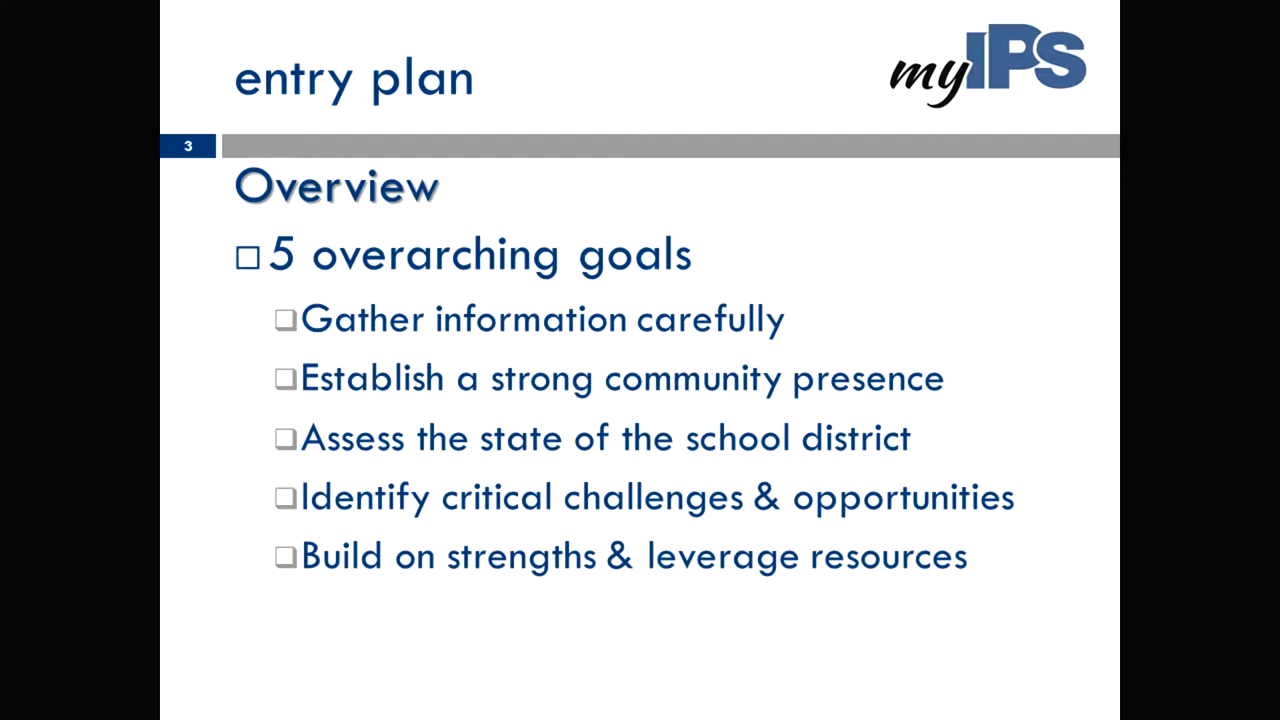 entry plan
myIPS
3
Overview
5 overarching goals
Gather information carefully
Establish a strong community presence
Assess the state of the school district
Identify critical challenges & opportunities
Build on strengths & leverage resources